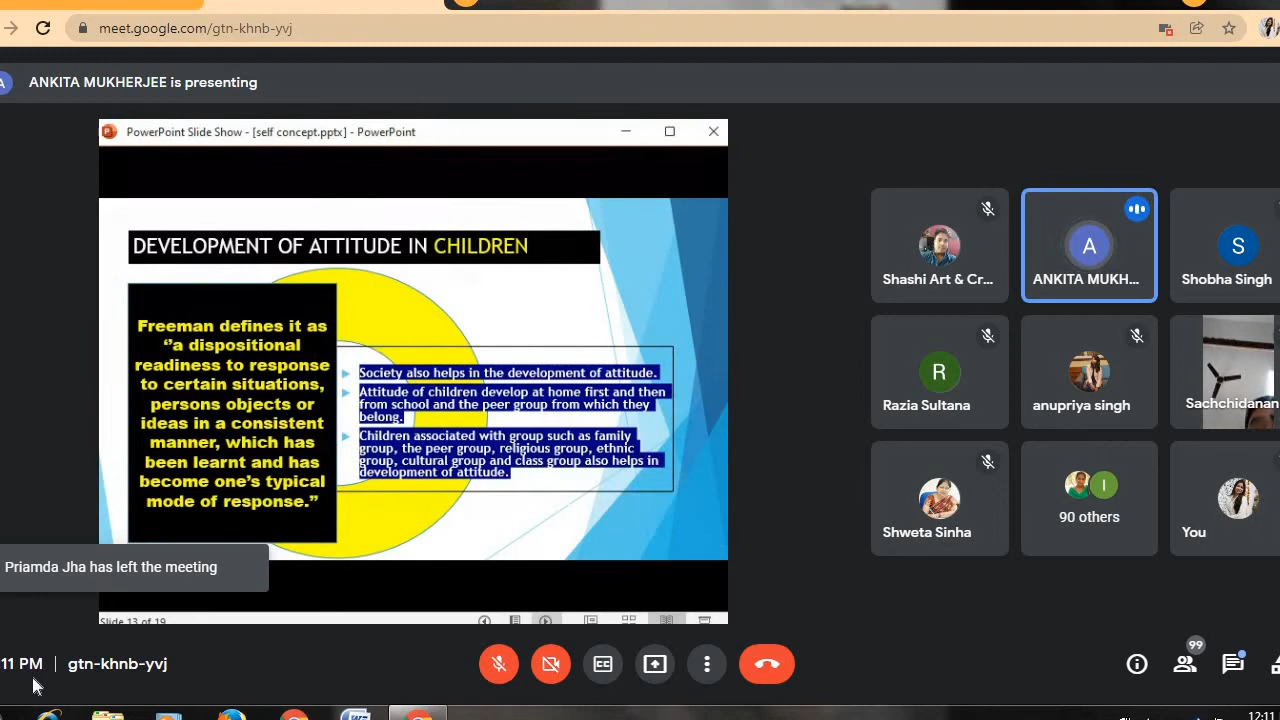 meet.google.com/gtn-khnb-yvj
A
ANKITA MUKHERJEE is presenting
PowerPoint Slide Show - [self concept.pptx] - PowerPoint
DEVELOPMENT OF ATTITUDE IN CHILDREN
Freeman defines it as
“a dispositional
readiness to response
to certain situations,
persons objects or
ideas in a consistent
manner, which has
been learnt and has
become one's typical
mode of response.”
Society also helps in the development of attitude.
Attitude of children develop at home first and then
from school and the peer group from which they
belong.
Children associated with group such as family
group, the peer group, religious group, ethnic
group, cultural group and class group also helps in
development of attitude.
Slide 13 of 19
Priamda Jha has left the meeting
Shashi Art & Cr...
A
ANKITA MUKH...
S
Shobha Singh
R
Razia Sultana
anupriya singh
Sachchidanan
Shweta Sinha
I
90 others
You
11 PM
gtn-khnb-yvj
99
12:11